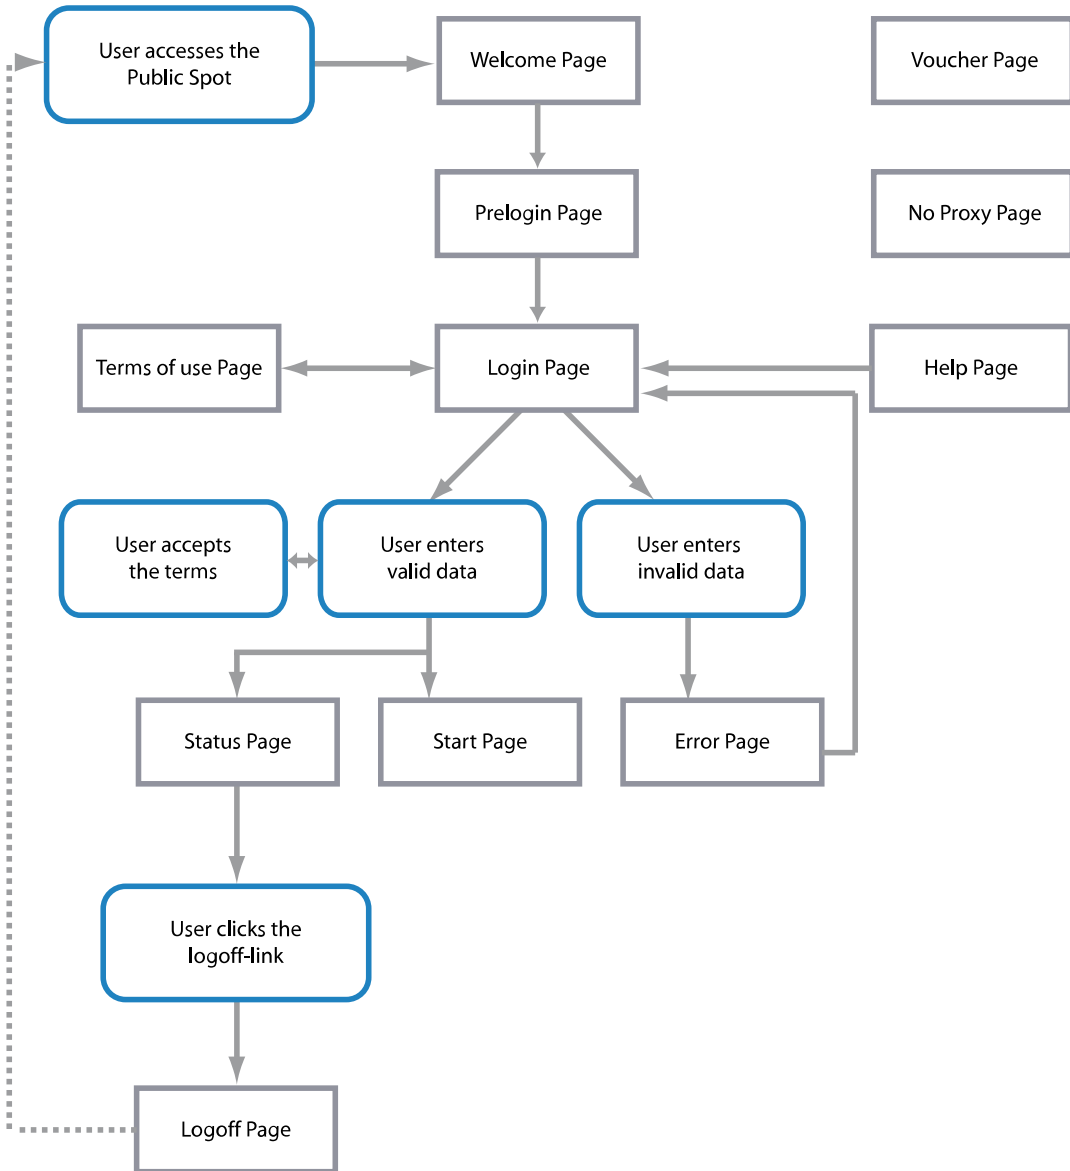 User accesses the
Public Spot
Welcome Page
Voucher Page
Prelogin Page
No Proxy Page
Terms of use Page
Login Page
Help Page
User accepts
the terms
User enters
valid data
User enters
invalid data
Status Page
Start Page
Error Page
User clicks the
logoff-link
Logoff Page